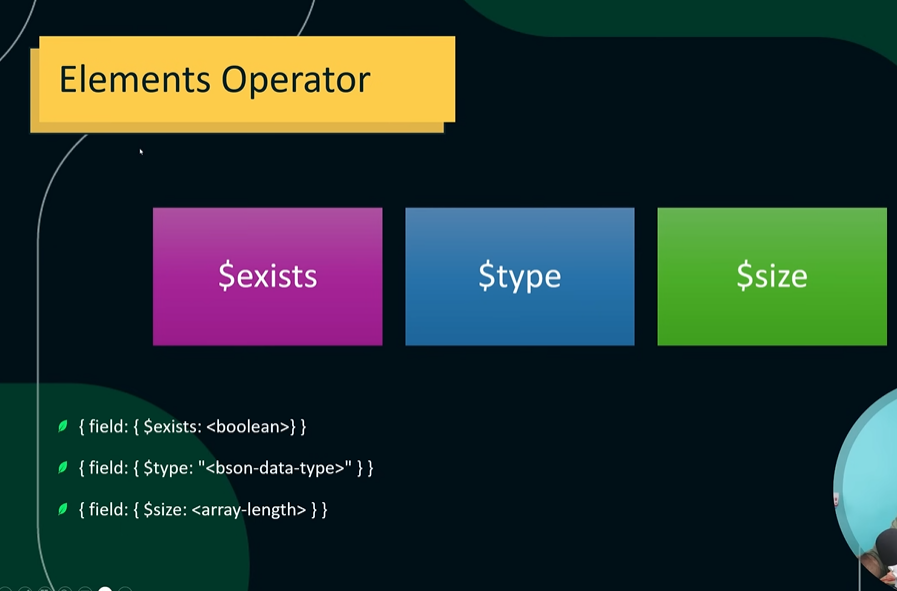 Elements Operator
$exists
$type
$size
{ field: { $exists: <boolean>} }
{ field: { $type: "<bson-data-type>" } }
{ field: { $size: <array-length> } }